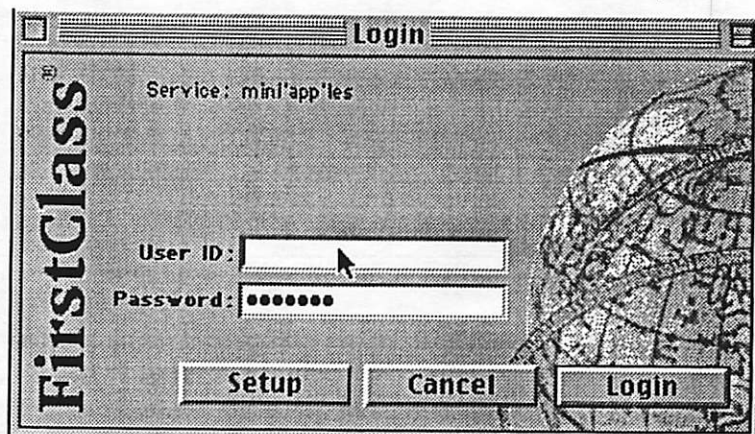 Login
FirstClass®
Service: mini'app'les
User ID:
Password: •••••••
Setup Cancel Login